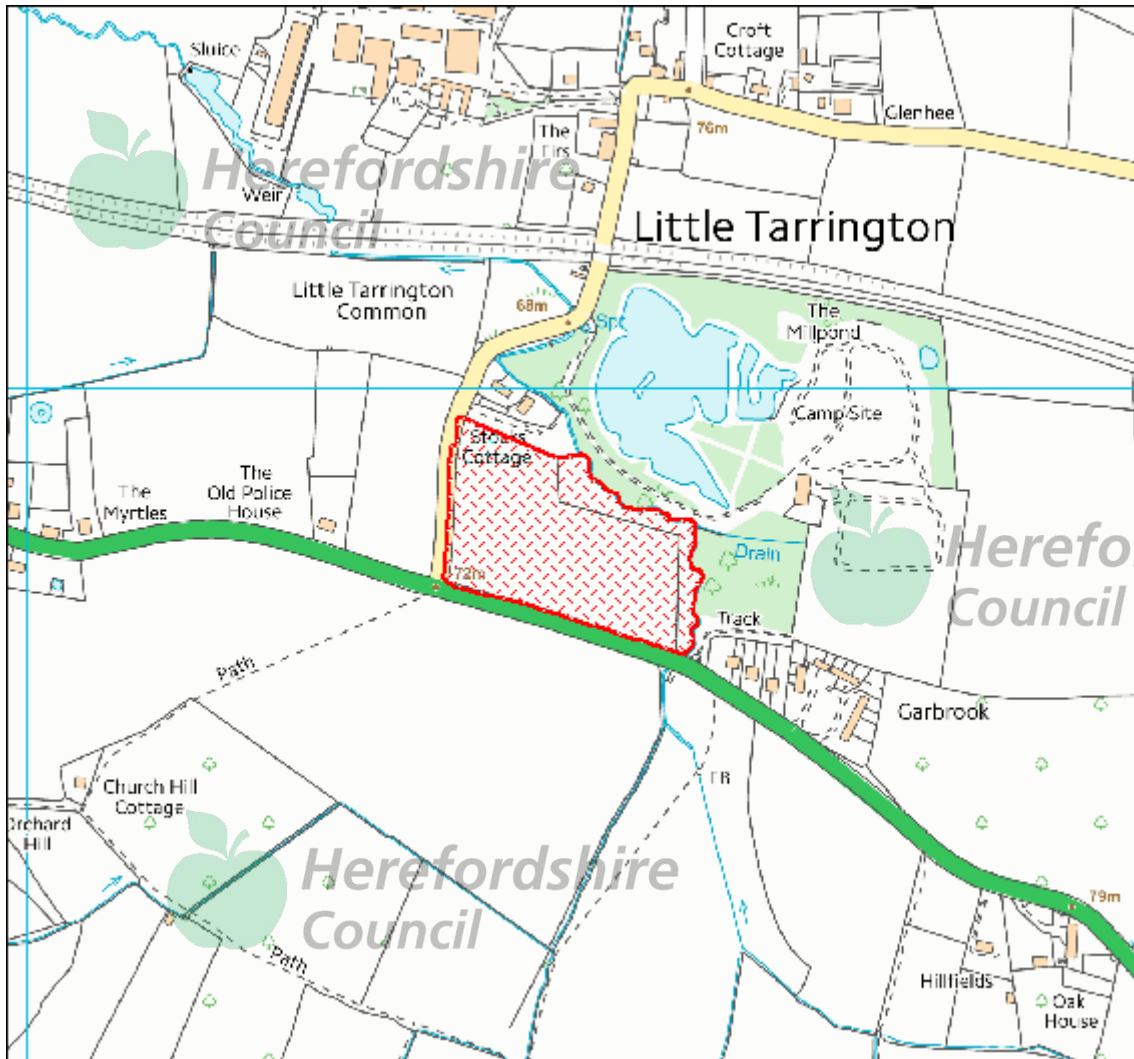 Croft
Cottage
Sluice
Glenhee
76m
The
Firs
Herefordshire
Council
Weir
Little Tarrington
Little Tarrington
Common
68m
The
Millpond
Camp Site
Stocks
Cottage
The
Old Police
House
The
Myrtles
Drain
Herefor
Council
72m
Track
Path
Garbrook
FB
Church Hill
Cottage
Orchard
Hill
Herefordshire
Council
79m
Path
Hillfields
Oak
House